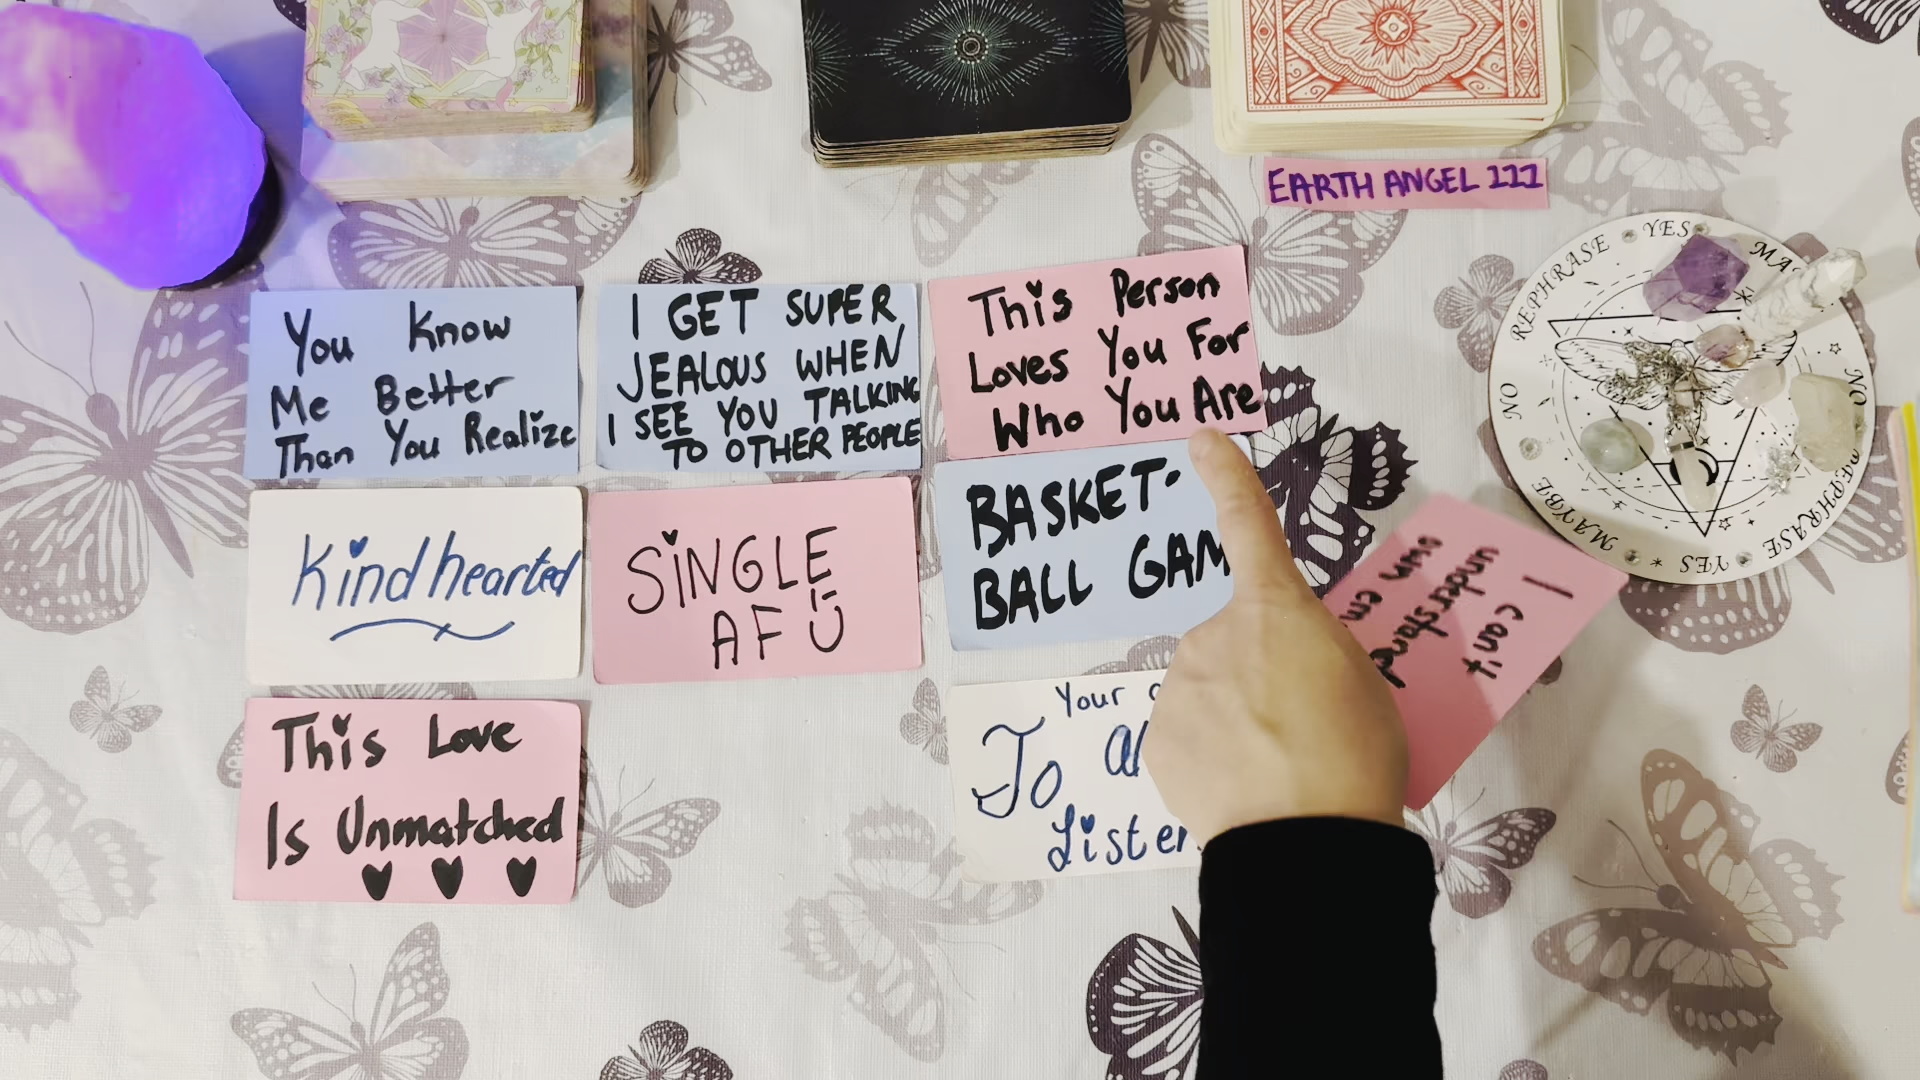 EARTH ANGEL 111
You Know
Me Better
Than You Realize
I GET SUPER
JEALOUS WHEN
I SEE YOU TALKING
TO OTHER PEOPLE
This Person
Loves You For
Who You Are
Kindhearted
SiNGLE
AF
BASKET-
BALL GAM
Your
To
Listen
This Love
Is Unmatched
I can't
understand
own
REPHRASE
YES
NO
MAYBE
YES
REPHRASE
NO